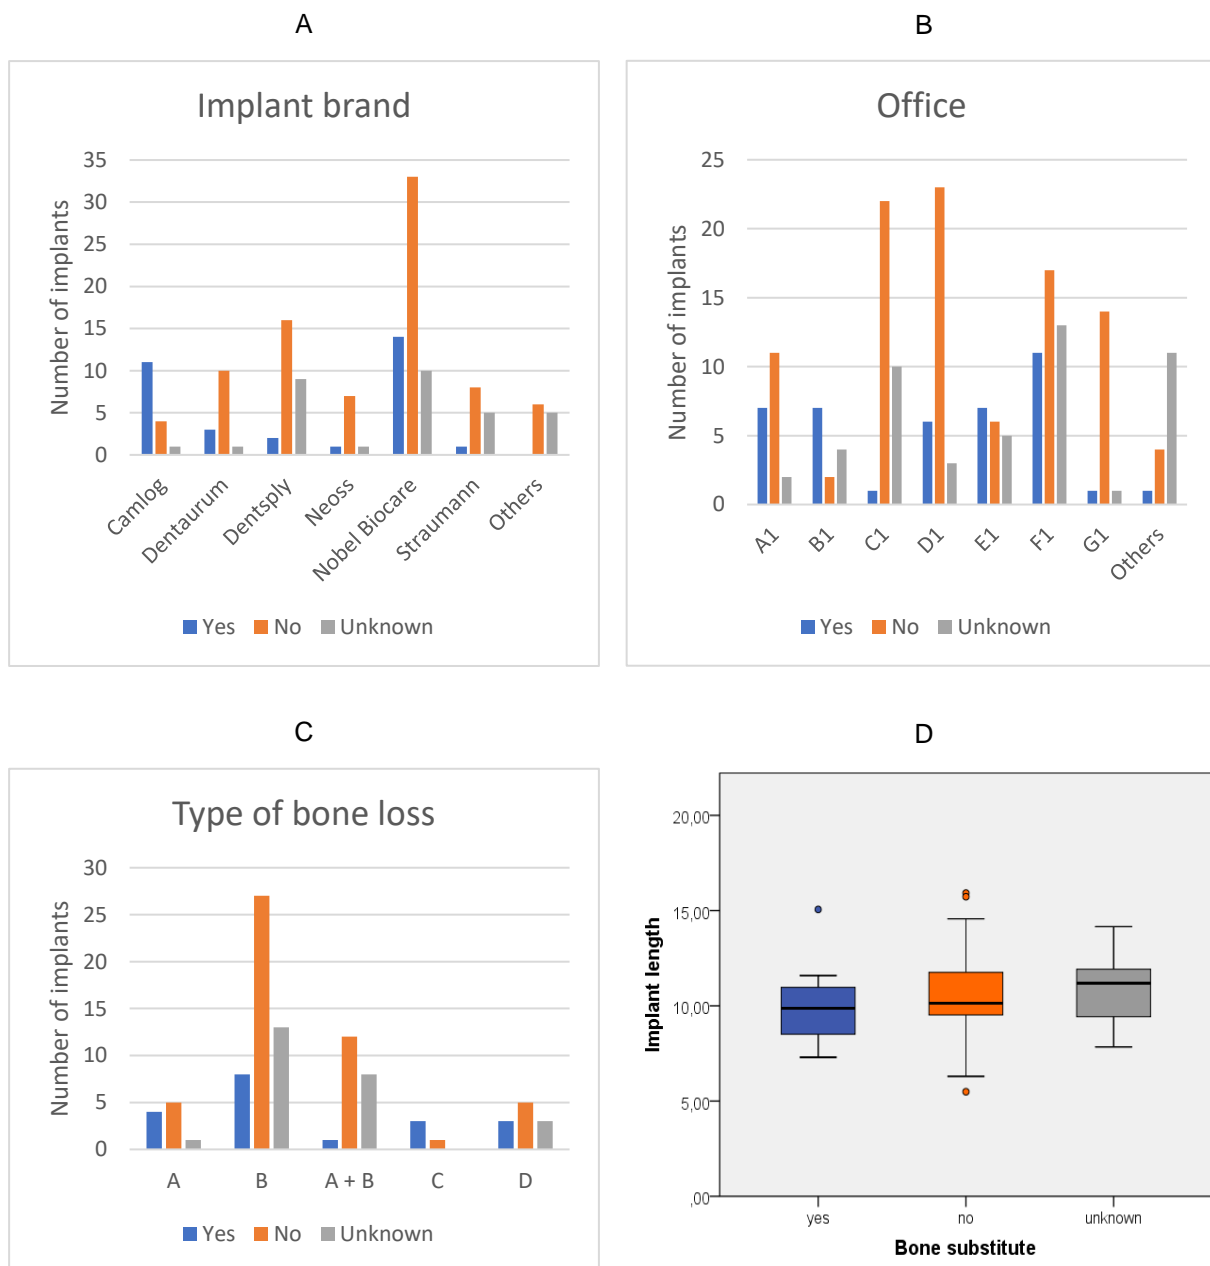 A
Implant brand
35
30
25
20
15
10
5
0
Number of implants
Camlog
Dentaurum
Dentsply
Neoss
Nobel Biocare
Straumann
Others
Yes No Unknown
B
Office
25
20
15
10
5
0
Number of implants
A1
B1
C1
D1
E1
F1
G1
Others
Yes No Unknown
C
Type of bone loss
30
25
20
15
10
5
0
Number of implants
A B A + B C D
Yes No Unknown
D
20,00
15,00
10,00
5,00
,00
Implant length
yes no unknown
Bone substitute